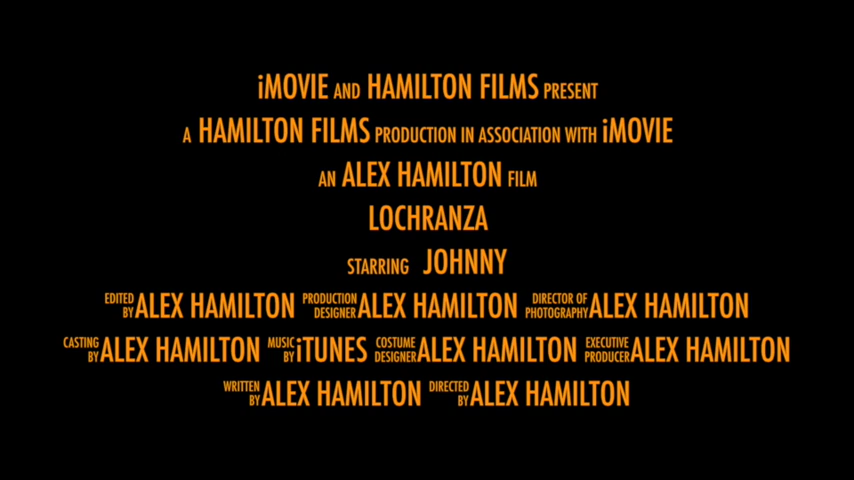 iMOVIE AND HAMILTON FILMS PRESENT
A HAMILTON FILMS PRODUCTION IN ASSOCIATION WITH iMOVIE
AN ALEX HAMILTON FILM
LOCHRANZA
STARRING JOHNNY
EDITED BY ALEX HAMILTON PRODUCTION DESIGNER ALEX HAMILTON DIRECTOR OF PHOTOGRAPHY ALEX HAMILTON
CASTING BY ALEX HAMILTON MUSIC BY iTUNES COSTUME DESIGNER ALEX HAMILTON EXECUTIVE PRODUCER ALEX HAMILTON
WRITTEN BY ALEX HAMILTON DIRECTED BY ALEX HAMILTON